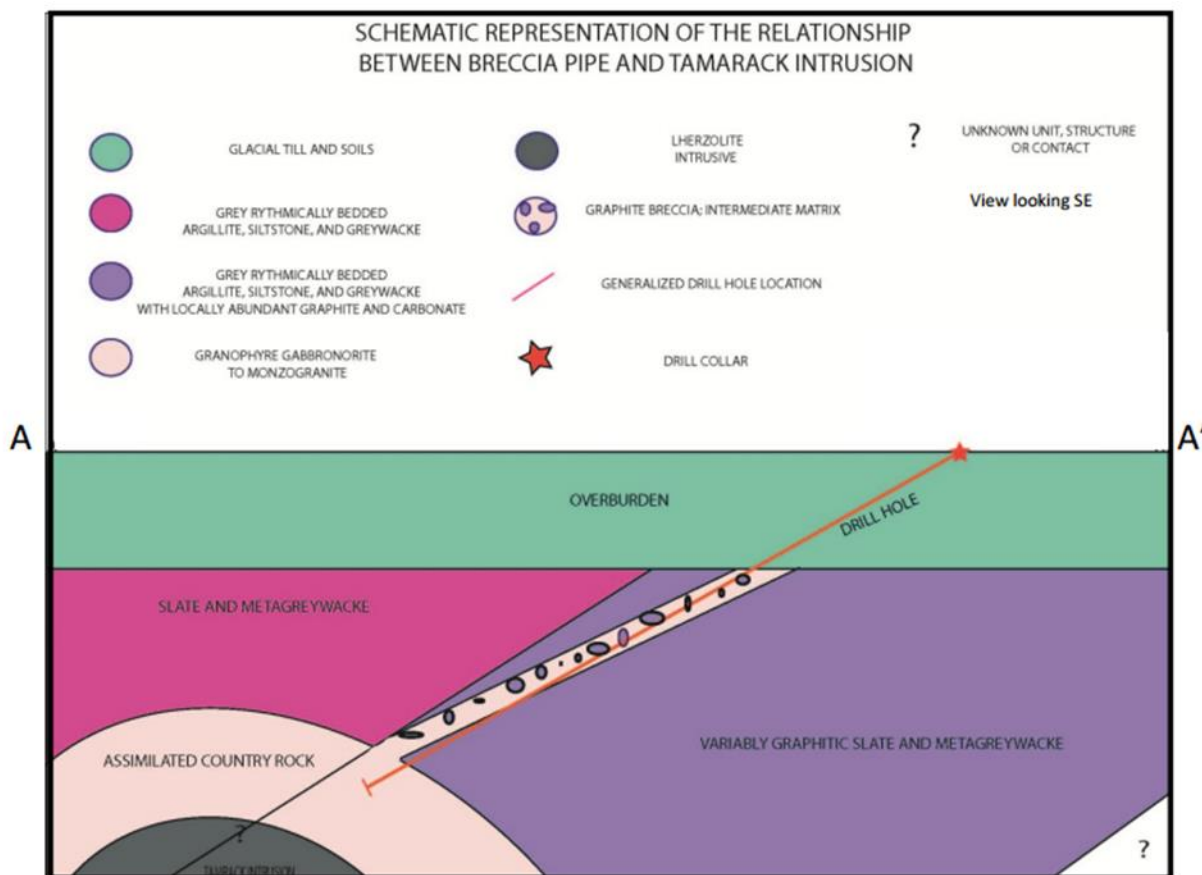 SCHEMATIC REPRESENTATION OF THE RELATIONSHIP
BETWEEN BRECCIA PIPE AND TAMARACK INTRUSION
GLACIAL TILL AND SOILS
GREY RYTHMICALLY BEDDED
ARGILLITE, SILTSTONE, AND GREYWACKE
GREY RYTHMICALLY BEDDED
ARGILLITE, SILTSTONE, AND GREYWACKE
WITH LOCALLY ABUNDANT GRAPHITE AND CARBONATE
GRANOPHYRE GABBRONORITE
TO MONZOGRANITE
LHERZOLITE
INTRUSIVE
GRAPHITE BRECCIA; INTERMEDIATE MATRIX
GENERALIZED DRILL HOLE LOCATION
DRILL COLLAR
?
UNKNOWN UNIT, STRUCTURE
OR CONTACT
View looking SE
A
A'
OVERBURDEN
DRILL HOLE
SLATE AND METAGREYWACKE
ASSIMILATED COUNTRY ROCK
VARIABLY GRAPHITIC SLATE AND METAGREYWACKE
?
INTRUSION
?